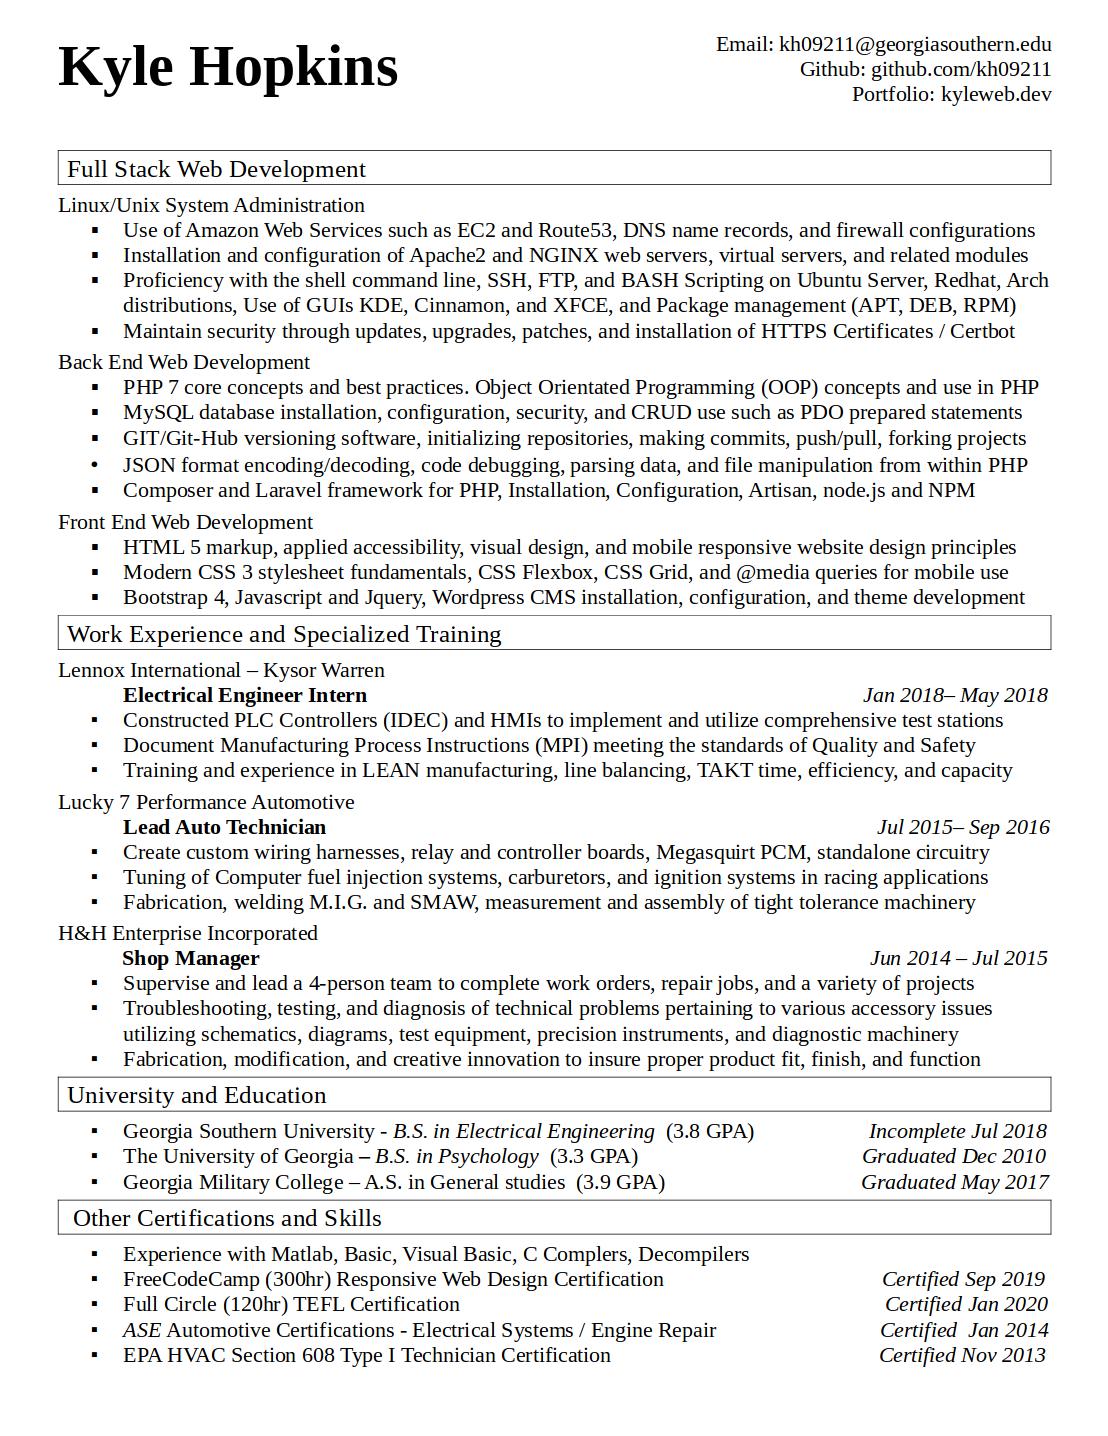 Kyle Hopkins
Email: kh09211@georgiasouthern.edu
Github: github.com/kh09211
Portfolio: kyleweb.dev
Full Stack Web Development
Linux/Unix System Administration
▪ Use of Amazon Web Services such as EC2 and Route53, DNS name records, and firewall configurations
▪ Installation and configuration of Apache2 and NGINX web servers, virtual servers, and related modules
▪ Proficiency with the shell command line, SSH, FTP, and BASH Scripting on Ubuntu Server, Redhat, Arch
distributions, Use of GUIs KDE, Cinnamon, and XFCE, and Package management (APT, DEB, RPM)
▪ Maintain security through updates, upgrades, patches, and installation of HTTPS Certificates / Certbot
Back End Web Development
▪ PHP 7 core concepts and best practices. Object Orientated Programming (OOP) concepts and use in PHP
▪ MySQL database installation, configuration, security, and CRUD use such as PDO prepared statements
▪ GIT/Git-Hub versioning software, initializing repositories, making commits, push/pull, forking projects
• JSON format encoding/decoding, code debugging, parsing data, and file manipulation from within PHP
▪ Composer and Laravel framework for PHP, Installation, Configuration, Artisan, node.js and NPM
Front End Web Development
▪ HTML 5 markup, applied accessibility, visual design, and mobile responsive website design principles
▪ Modern CSS 3 stylesheet fundamentals, CSS Flexbox, CSS Grid, and @media queries for mobile use
▪ Bootstrap 4, Javascript and Jquery, Wordpress CMS installation, configuration, and theme development
Work Experience and Specialized Training
Lennox International – Kysor Warren
Electrical Engineer Intern Jan 2018– May 2018
▪ Constructed PLC Controllers (IDEC) and HMIs to implement and utilize comprehensive test stations
▪ Document Manufacturing Process Instructions (MPI) meeting the standards of Quality and Safety
▪ Training and experience in LEAN manufacturing, line balancing, TAKT time, efficiency, and capacity
Lucky 7 Performance Automotive
Lead Auto Technician Jul 2015– Sep 2016
▪ Create custom wiring harnesses, relay and controller boards, Megasquirt PCM, standalone circuitry
▪ Tuning of Computer fuel injection systems, carburetors, and ignition systems in racing applications
▪ Fabrication, welding M.I.G. and SMAW, measurement and assembly of tight tolerance machinery
H&H Enterprise Incorporated
Shop Manager Jun 2014 – Jul 2015
▪ Supervise and lead a 4-person team to complete work orders, repair jobs, and a variety of projects
▪ Troubleshooting, testing, and diagnosis of technical problems pertaining to various accessory issues
utilizing schematics, diagrams, test equipment, precision instruments, and diagnostic machinery
▪ Fabrication, modification, and creative innovation to insure proper product fit, finish, and function
University and Education
▪ Georgia Southern University - B.S. in Electrical Engineering (3.8 GPA) Incomplete Jul 2018
▪ The University of Georgia – B.S. in Psychology (3.3 GPA) Graduated Dec 2010
▪ Georgia Military College – A.S. in General studies (3.9 GPA) Graduated May 2017
Other Certifications and Skills
▪ Experience with Matlab, Basic, Visual Basic, C Complers, Decompilers
▪ FreeCodeCamp (300hr) Responsive Web Design Certification Certified Sep 2019
▪ Full Circle (120hr) TEFL Certification Certified Jan 2020
▪ ASE Automotive Certifications - Electrical Systems / Engine Repair Certified Jan 2014
▪ EPA HVAC Section 608 Type I Technician Certification Certified Nov 2013